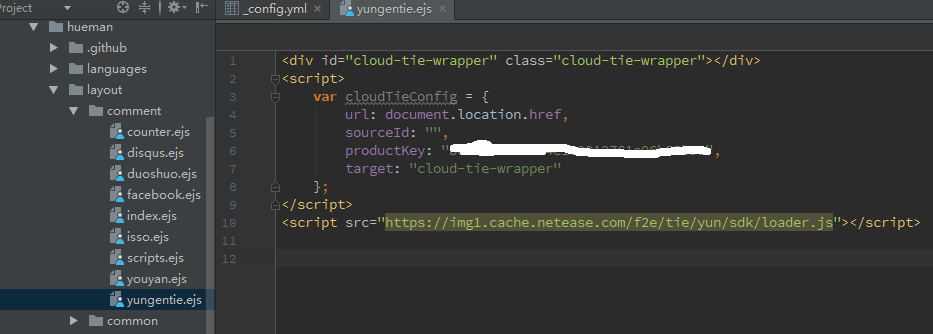 Project
_config.yml
yungentie.ejs
hueman
.github
languages
layout
comment
counter.ejs
disqus.ejs
duoshuo.ejs
facebook.ejs
index.ejs
isso.ejs
scripts.ejs
youyan.ejs
yungentie.ejs
common
1 <div id="cloud-tie-wrapper" class="cloud-tie-wrapper"></div>
2 <script>
3 var cloudTieConfig = {
4 url: document.location.href,
5 sourceId: "",
6 productKey: "",
7 target: "cloud-tie-wrapper"
8 };
9 </script>
10 <script src="https://img1.cache.netease.com/f2e/tie/yun/sdk/loader.js"></script>
11
12